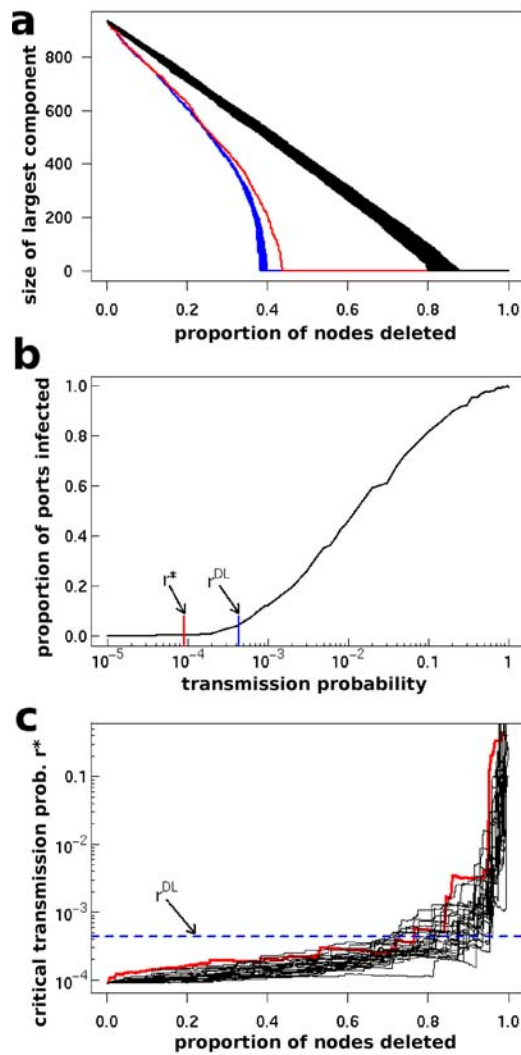 a
size of largest component
800
600
400
200
0
0.0 0.2 0.4 0.6 0.8 1.0
proportion of nodes deleted
b
proportion of ports infected
1.0
0.8
0.6
0.4
0.2
0.0
r* r^DL
10^-5 10^-4 10^-3 10^-2 0.1 1
transmission probability
c
critical transmission prob. r*
0.1
10^-2
10^-3
10^-4
r^DL
0.0 0.2 0.4 0.6 0.8 1.0
proportion of nodes deleted